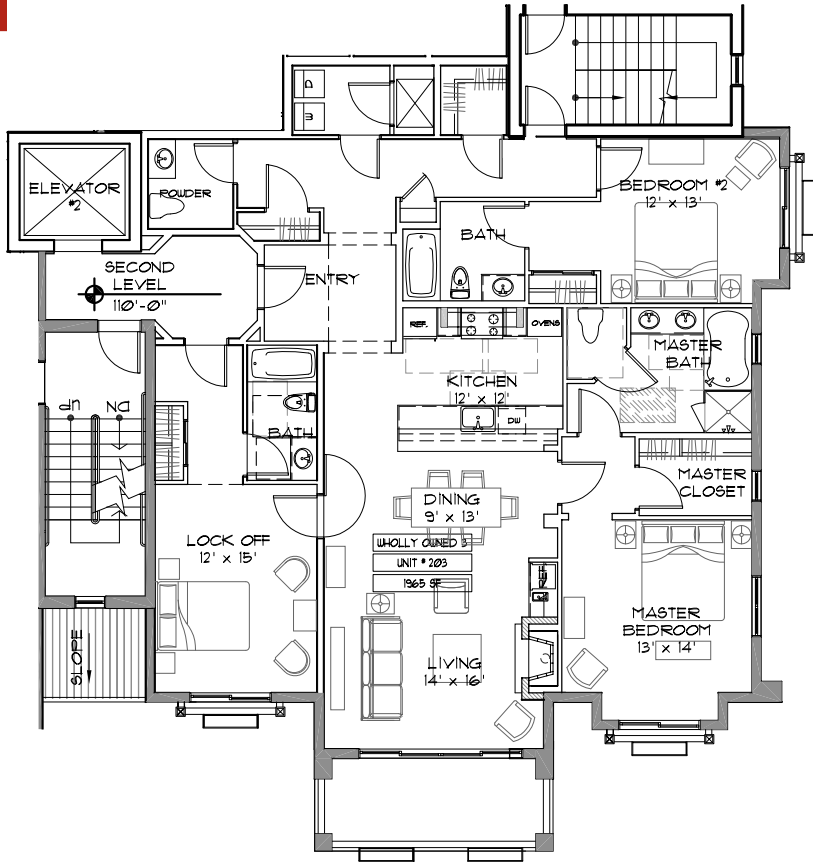 D
W
ELEVATOR
#2
POWDER
BEDROOM #2
12' x 13'
BATH
SECOND
LEVEL
110'-0"
ENTRY
REF.
OVENS
MASTER
BATH
KITCHEN
12' x 12'
UP
DN
DW
BATH
MASTER
CLOSET
DINING
9' x 13'
LOCK OFF
12' x 15'
WHOLLY OWNED 3
UNIT # 203
1965 SF
REF.
MASTER
BEDROOM
13' x 14'
SLOPE
LIVING
14' x 16'